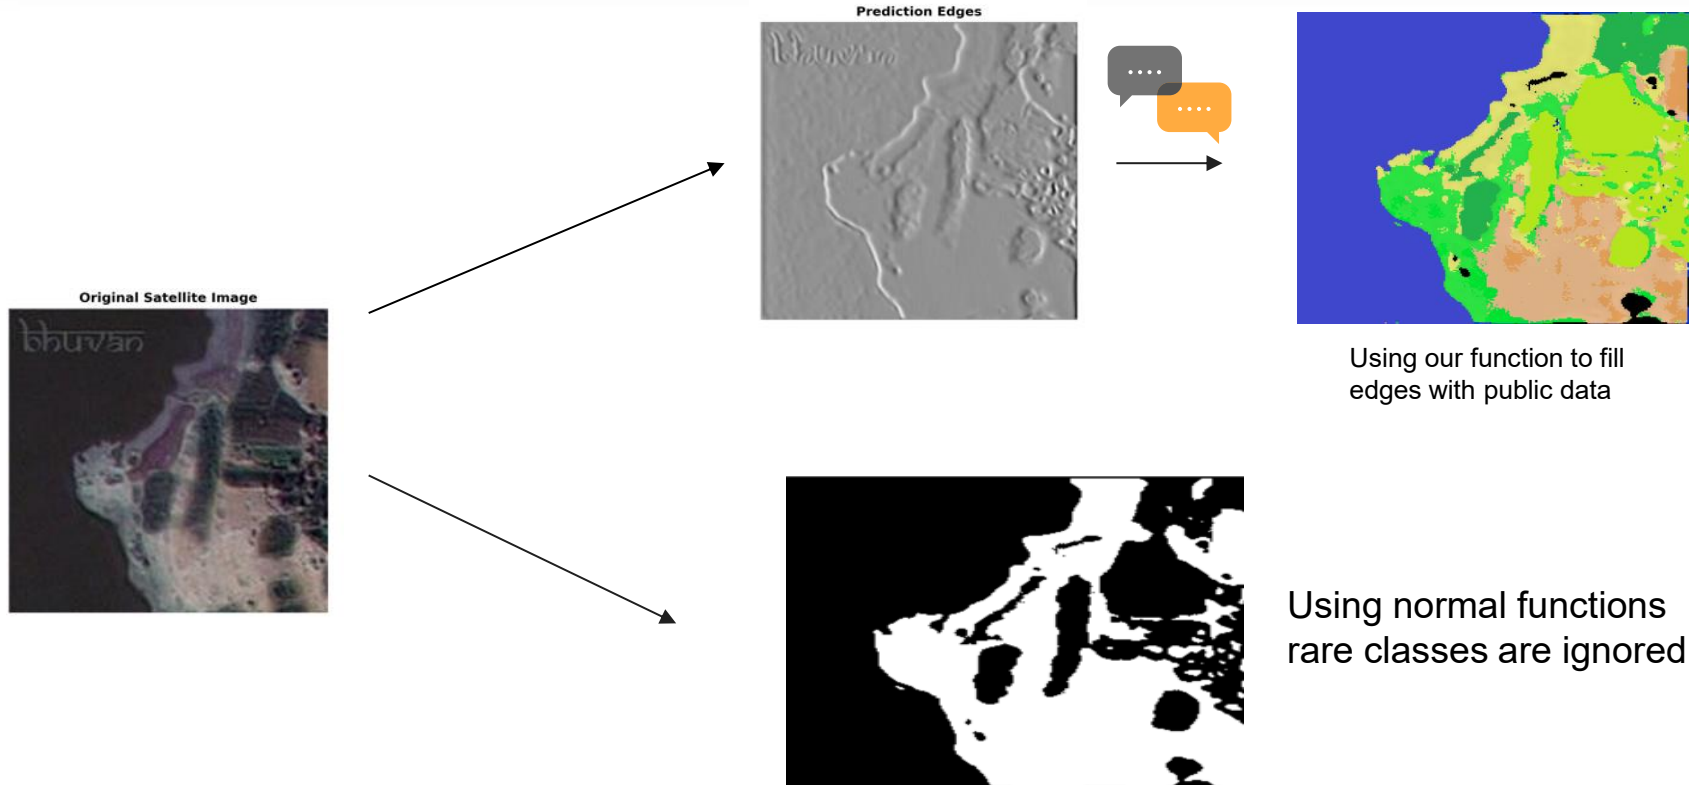 Prediction Edges
bhuvan
Original Satellite Image
bhuvan
Using our function to fill
edges with public data
Using normal functions
rare classes are ignored